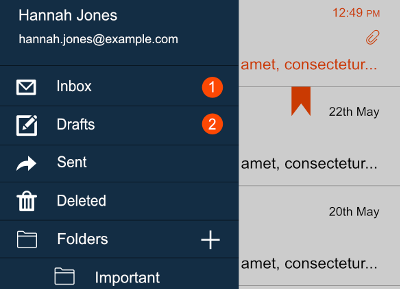 Hannah Jones
hannah.jones@example.com
Inbox 1
Drafts 2
Sent
Deleted
Folders
Important
12:49 PM
amet, consectetur...
22th May
amet, consectetur...
20th May
amet, consectetur...